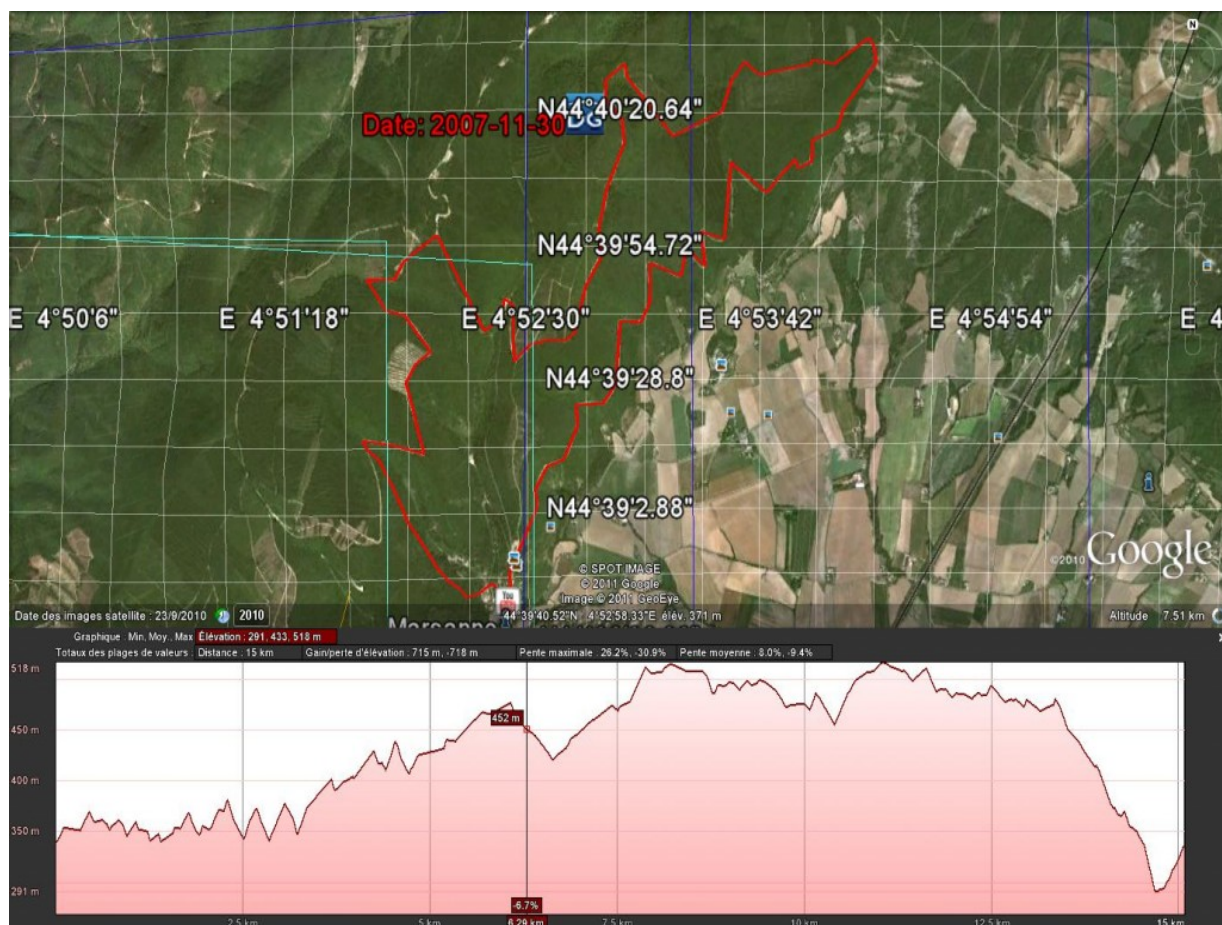 N
N44°40'20.64"
DG
Date: 2007-11-30
N44°39'54.72"
E 4°50'6" E 4°51'18" E 4°52'30" E 4°53'42" E 4°54'54" E 4
N44°39'28.8"
N44°39'2.88"
©2010 Google
© SPOT IMAGE
© 2011 Google
Image © 2011 GeoEye
You
Date des images satellite : 23/9/2010 2010 44°39'40.52"N 4°52'58.33"E élév. 371 m Altitude 7.51 km
Marsanne
Graphique : Min, Moy., Max Élévation : 291, 433, 518 m
Totaux des plages de valeurs : Distance : 15 km Gain/perte d'élévation : 715 m, -718 m Pente maximale : 26.2%, -30.9% Pente moyenne : 8.0%, -9.4%
518 m
452 m
450 m
400 m
350 m
291 m
-6.7%
2.5 km 5 km 6.29 km 7.5 km 10 km 12.5 km 15 km